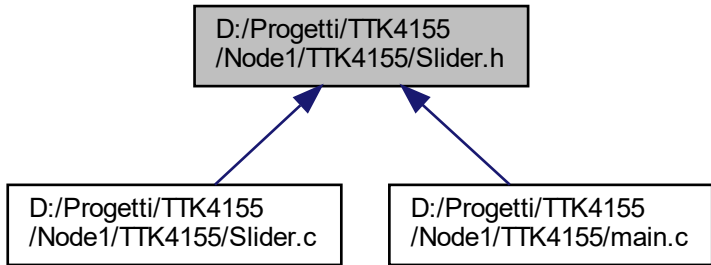 D:/Progetti/TTK4155
/Node1/TTK4155/Slider.h
D:/Progetti/TTK4155
/Node1/TTK4155/Slider.c
D:/Progetti/TTK4155
/Node1/TTK4155/main.c